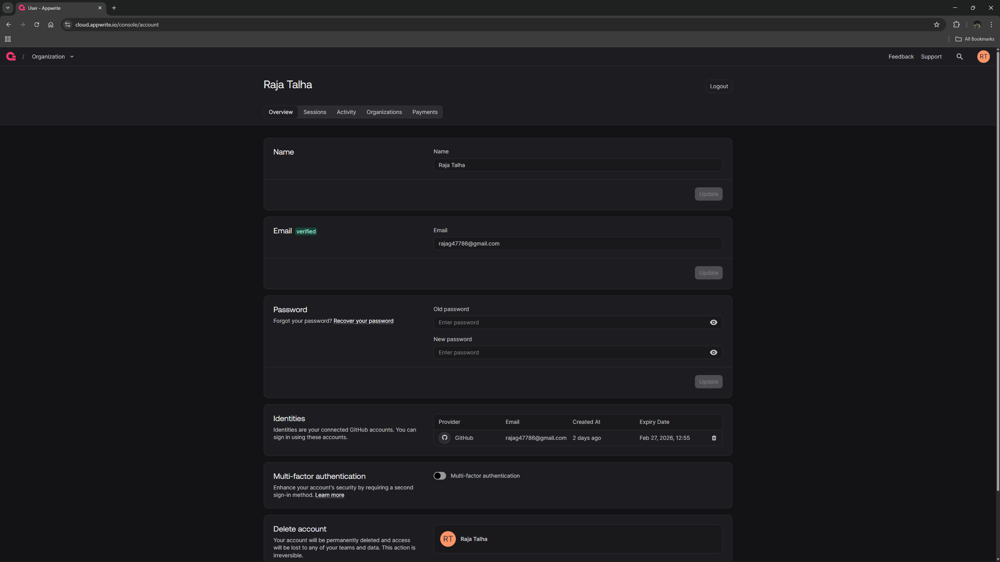 User - Appwrite
cloud.appwrite.io/console/account
All Bookmarks
/ Organization
Feedback Support RT
Raja Talha
Logout
Overview Sessions Activity Organizations Payments
Name
Name
Raja Talha
Update
Email verified
Email
rajag47786@gmail.com
Update
Password
Forgot your password? Recover your password
Old password
Enter password
New password
Enter password
Update
Identities
Identities are your connected GitHub accounts. You can
sign in using these accounts.
Provider Email Created At Expiry Date
GitHub rajag47786@gmail.com 2 days ago Feb 27, 2026, 12:55
Multi-factor authentication
Enhance your account's security by requiring a second
sign-in method. Learn more
Multi-factor authentication
Delete account
Your account will be permanently deleted and access
will be lost to any of your teams and data. This action is
irreversible.
RT Raja Talha